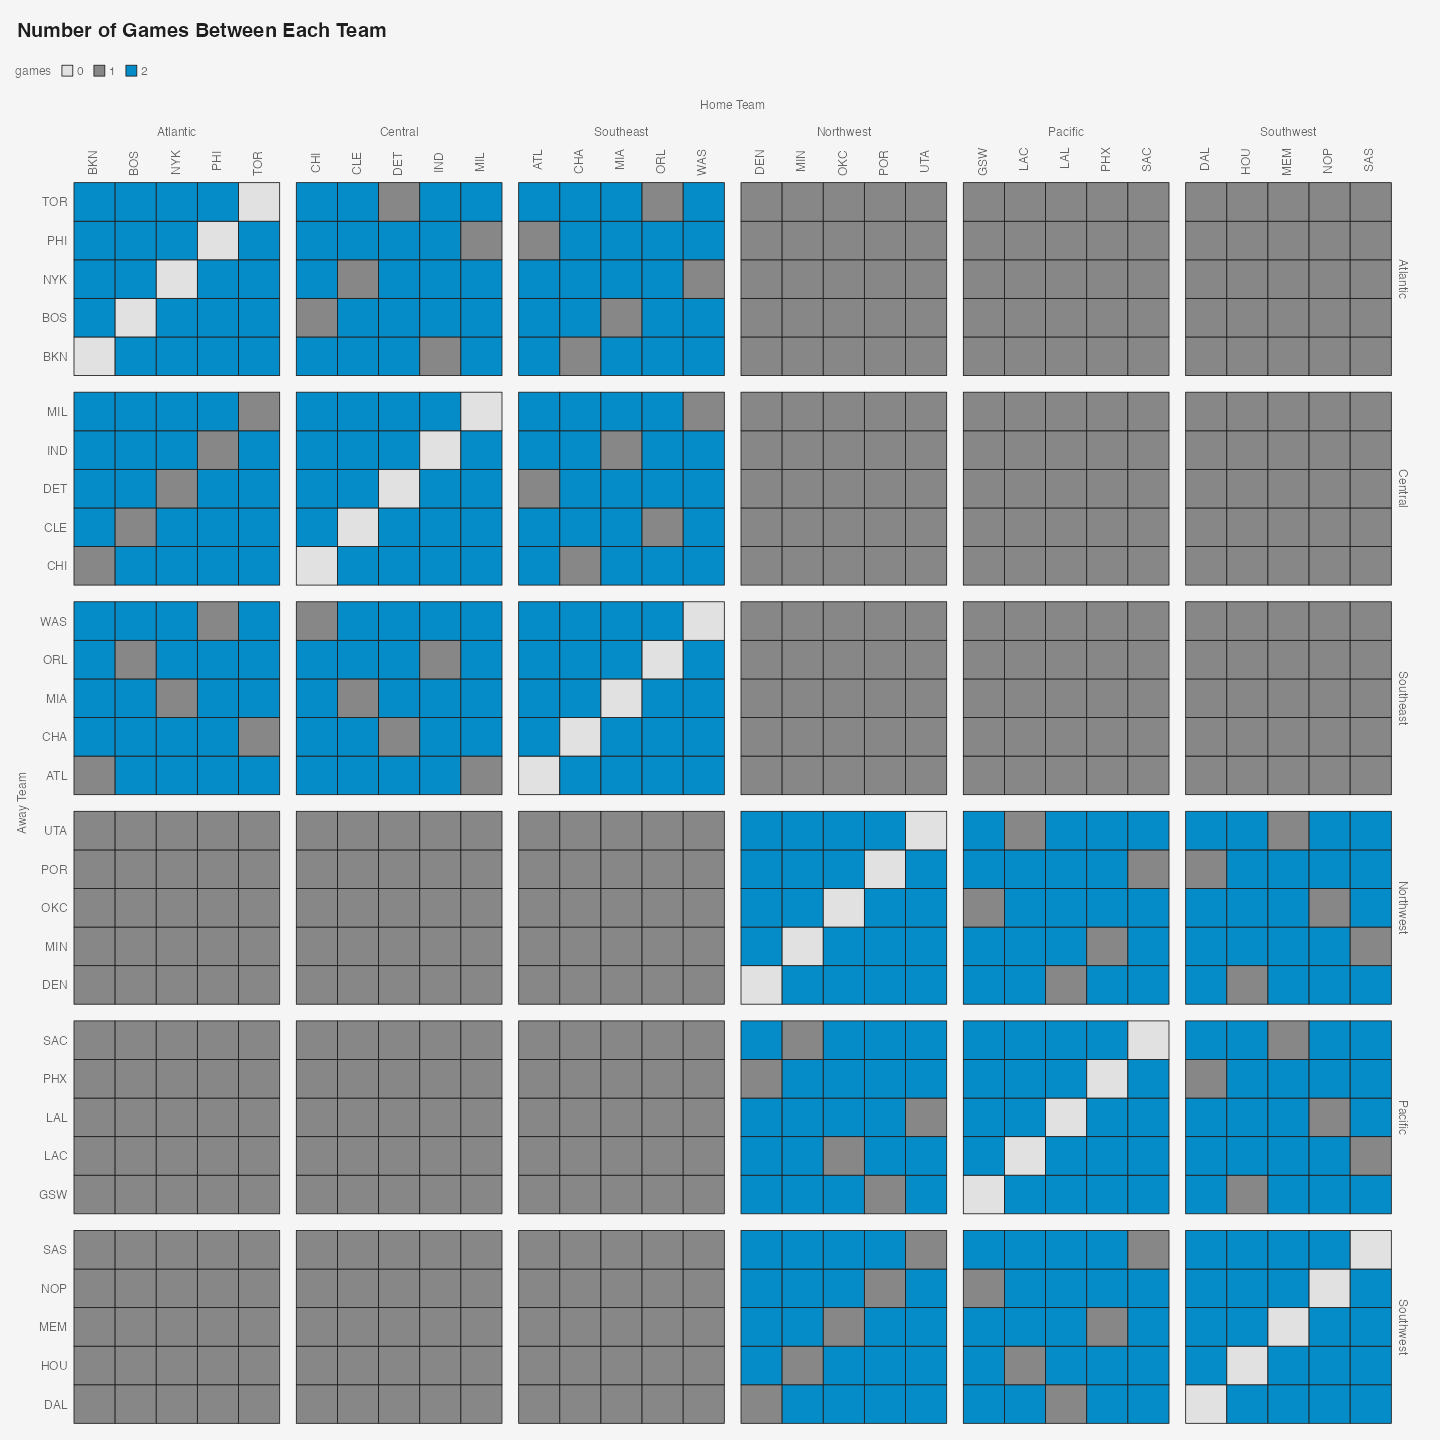 Number of Games Between Each Team
games 0 1 2
Home Team
Atlantic Central Southeast Northwest Pacific Southwest
BKN BOS NYK PHI TOR CHI CLE DET IND MIL ATL CHA MIA ORL WAS DEN MIN OKC POR UTA GSW LAC LAL PHX SAC DAL HOU MEM NOP SAS
TOR
PHI
NYK
BOS
BKN
Atlantic
MIL
IND
DET
CLE
CHI
Central
WAS
ORL
MIA
CHA
ATL
Southeast
Away Team
UTA
POR
OKC
MIN
DEN
Northwest
SAC
PHX
LAL
LAC
GSW
Pacific
SAS
NOP
MEM
HOU
DAL
Southwest